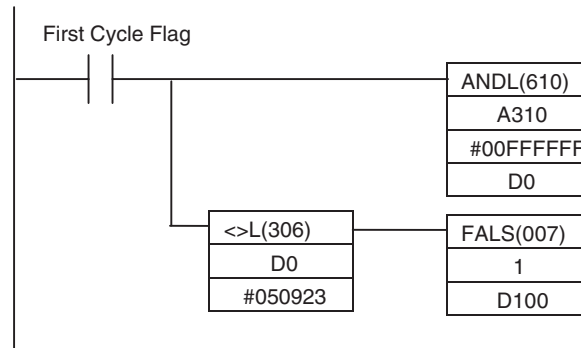 First Cycle Flag
ANDL(610)
A310
#00FFFFFF
D0
<>L(306)
D0
#050923
FALS(007)
1
D100